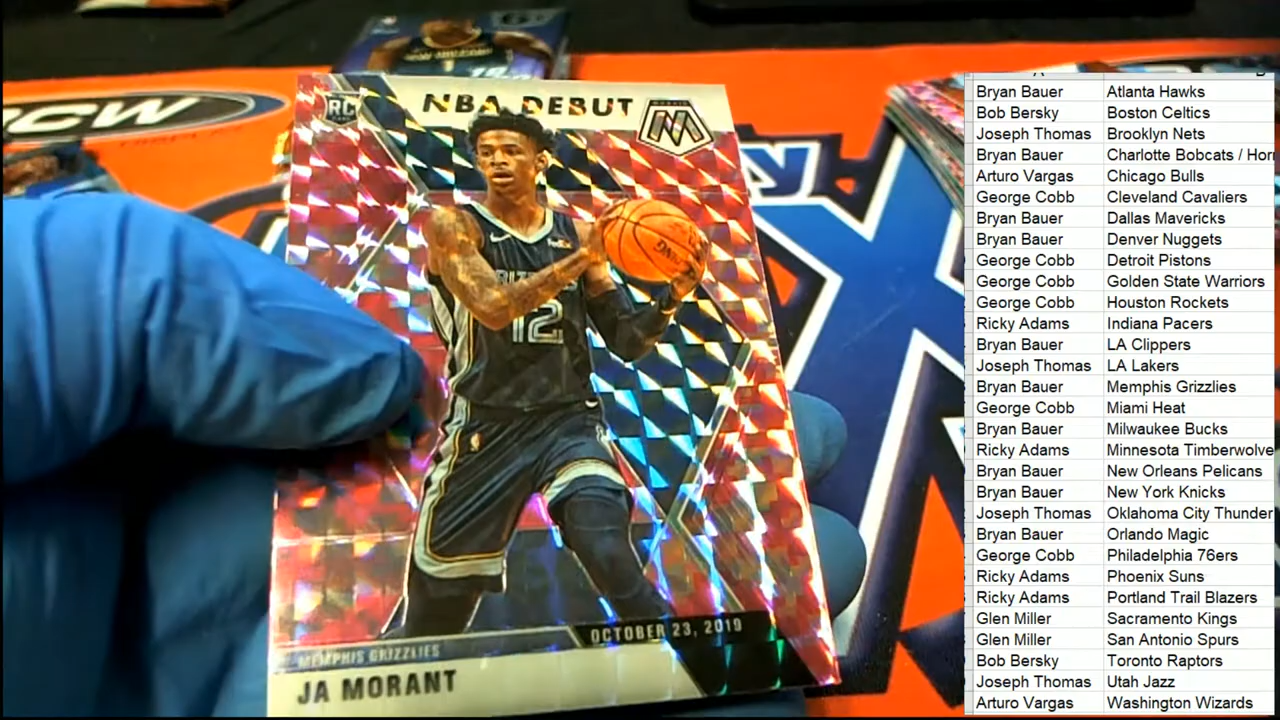 RC
NBA DEBUT
MOSAIC
CW
12
OCTOBER 23, 2019
MEMPHIS GRIZZLIES
JA MORANT
Bryan Bauer Atlanta Hawks
Bob Bersky Boston Celtics
Joseph Thomas Brooklyn Nets
Bryan Bauer Charlotte Bobcats / Horn
Arturo Vargas Chicago Bulls
George Cobb Cleveland Cavaliers
Bryan Bauer Dallas Mavericks
Bryan Bauer Denver Nuggets
George Cobb Detroit Pistons
George Cobb Golden State Warriors
George Cobb Houston Rockets
Ricky Adams Indiana Pacers
Bryan Bauer LA Clippers
Joseph Thomas LA Lakers
Bryan Bauer Memphis Grizzlies
George Cobb Miami Heat
Bryan Bauer Milwaukee Bucks
Ricky Adams Minnesota Timberwolve
Bryan Bauer New Orleans Pelicans
Bryan Bauer New York Knicks
Joseph Thomas Oklahoma City Thunder
Bryan Bauer Orlando Magic
George Cobb Philadelphia 76ers
Ricky Adams Phoenix Suns
Ricky Adams Portland Trail Blazers
Glen Miller Sacramento Kings
Glen Miller San Antonio Spurs
Bob Bersky Toronto Raptors
Joseph Thomas Utah Jazz
Arturo Vargas Washington Wizards